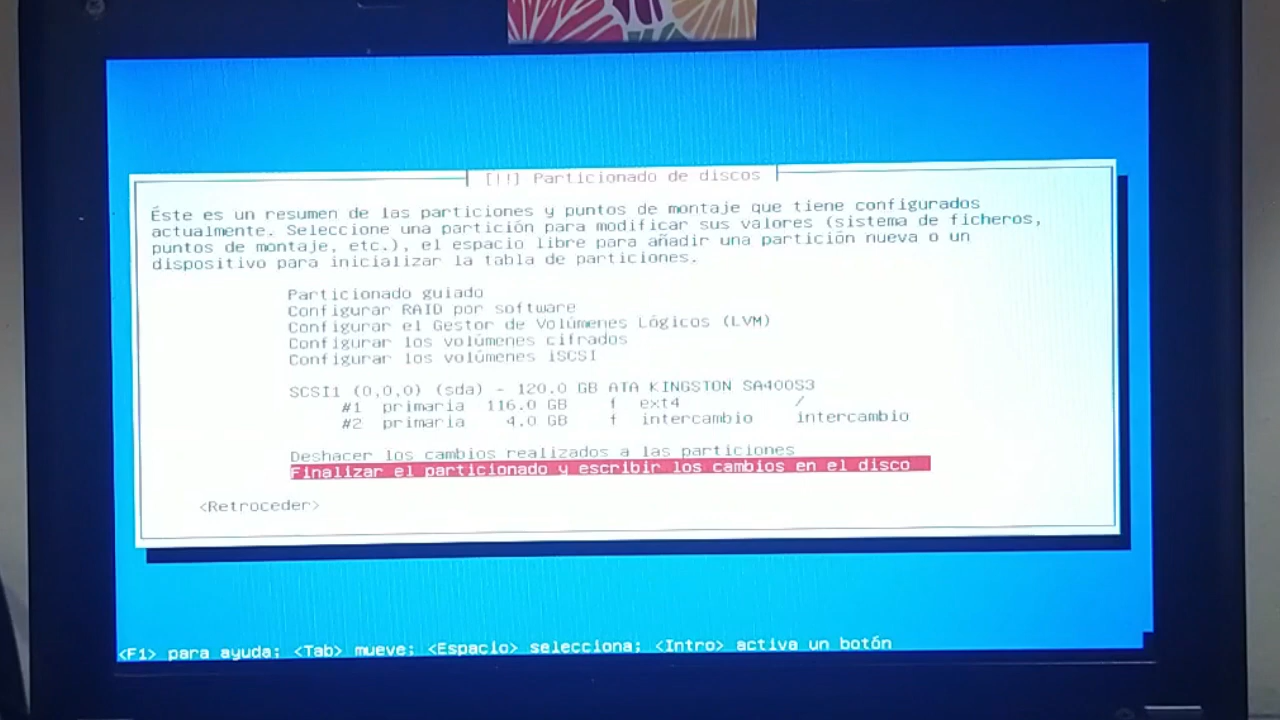 [!!] Particionado de discos
Éste es un resumen de las particiones y puntos de montaje que tiene configurados
actualmente. Seleccione una partición para modificar sus valores (sistema de ficheros,
puntos de montaje, etc.), el espacio libre para añadir una partición nueva o un
dispositivo para inicializar la tabla de particiones.
Particionado guiado
Configurar RAID por software
Configurar el Gestor de Volúmenes Lógicos (LVM)
Configurar los volúmenes cifrados
Configurar los volúmenes iSCSI
SCSI1 (0,0,0) (sda) - 120.0 GB ATA KINGSTON SA400S3
#1 primaria 116.0 GB f ext4 /
#2 primaria 4.0 GB f intercambio intercambio
Deshacer los cambios realizados a las particiones
Finalizar el particionado y escribir los cambios en el disco
<Retroceder>
<F1> para ayuda; <Tab> mueve; <Espacio> selecciona; <Intro> activa un botón